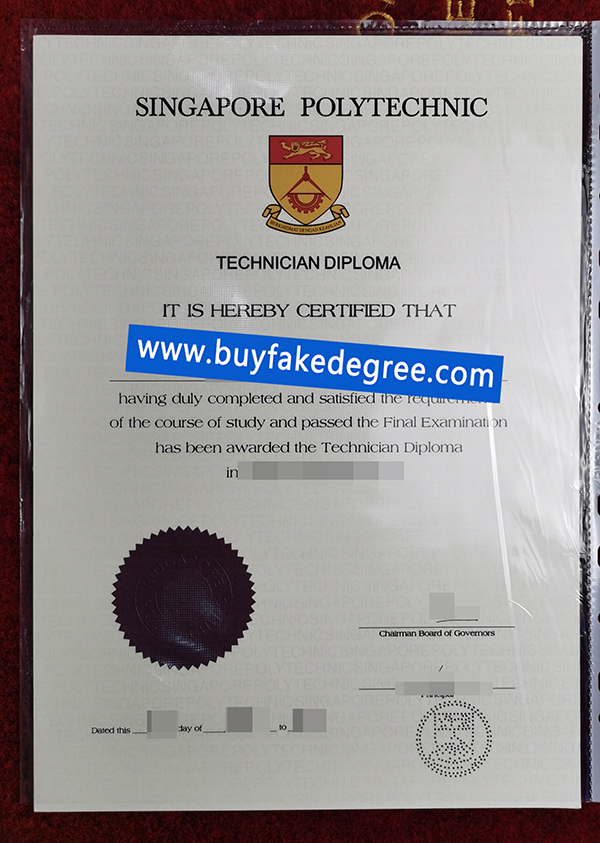 SINGAPORE POLYTECHNIC
TECHNICIAN DIPLOMA
IT IS HEREBY CERTIFIED THAT
www.buyfakedegree.com
having duly completed and satisfied the
of the course of study and passed the Final Examination
has been awarded the Technician Diploma
in
Chairman Board of Governors
Dated this day of to